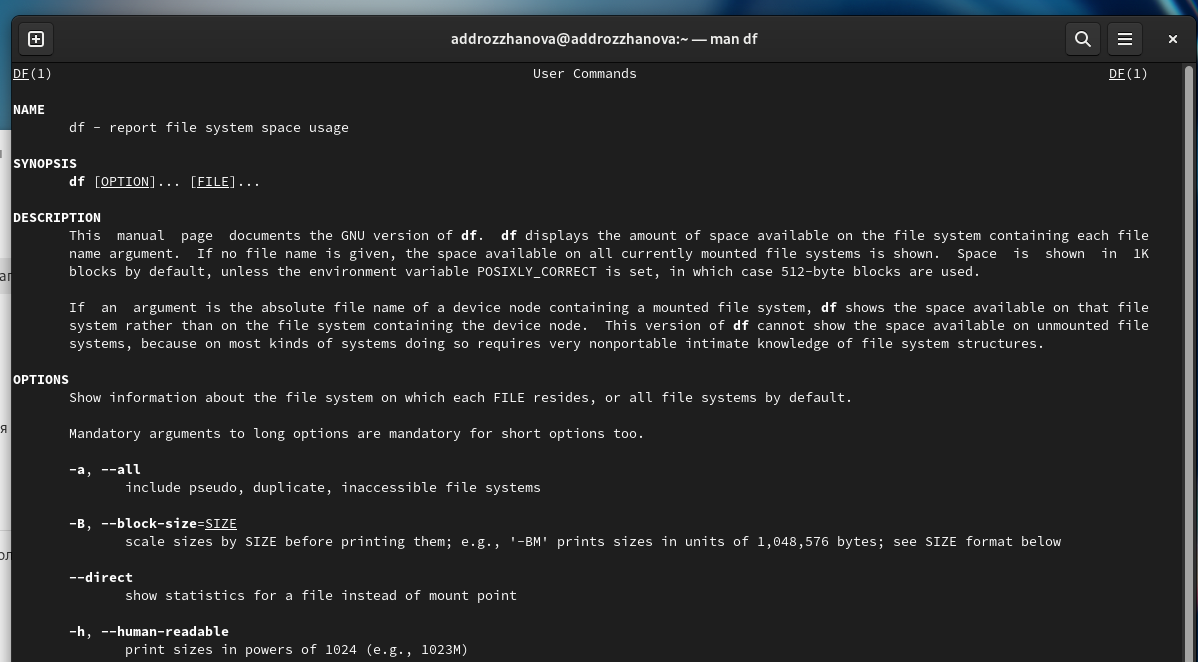 addrozzhanova@addrozzhanova:~ — man df
DF(1) User Commands DF(1)
NAME
df - report file system space usage
SYNOPSIS
df [OPTION]... [FILE]...
DESCRIPTION
This manual page documents the GNU version of df. df displays the amount of space available on the file system containing each file
name argument. If no file name is given, the space available on all currently mounted file systems is shown. Space is shown in 1K
blocks by default, unless the environment variable POSIXLY_CORRECT is set, in which case 512-byte blocks are used.
If an argument is the absolute file name of a device node containing a mounted file system, df shows the space available on that file
system rather than on the file system containing the device node. This version of df cannot show the space available on unmounted file
systems, because on most kinds of systems doing so requires very nonportable intimate knowledge of file system structures.
OPTIONS
Show information about the file system on which each FILE resides, or all file systems by default.
Mandatory arguments to long options are mandatory for short options too.
-a, --all
include pseudo, duplicate, inaccessible file systems
-B, --block-size=SIZE
scale sizes by SIZE before printing them; e.g., '-BM' prints sizes in units of 1,048,576 bytes; see SIZE format below
--direct
show statistics for a file instead of mount point
-h, --human-readable
print sizes in powers of 1024 (e.g., 1023M)